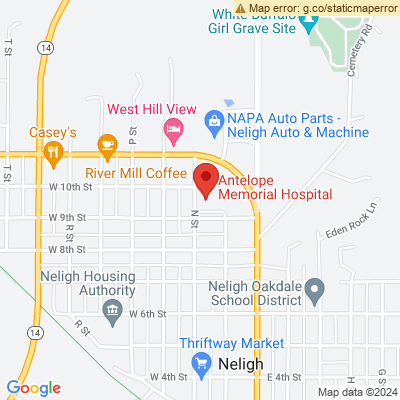 Map error: g.co/staticmaperror
White Buffalo
Girl Grave Site
Cemetery Rd
T St
14
P St
West Hill View
NAPA Auto Parts -
Neligh Auto & Machine
Casey's
River Mill Coffee
Antelope
Memorial Hospital
T St
W 10th St
W 9th St
N St
R St
Eden Rock Ln
W 8th St
Neligh Housing
Authority
Neligh Oakdale
School District
W 6th St
R St
14
Thriftway Market
Neligh
W 4th St
E 4th St
H
G S
Google
Map data ©2024